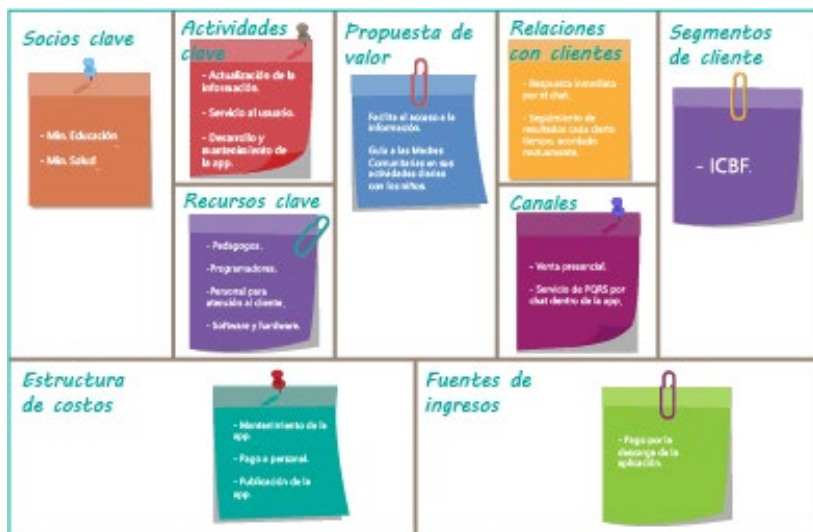 Socios clave
- Min. Educación
- Min. Salud
Actividades
clave
- Actualización de la
información.
- Servicio al usuario.
- Desarrollo y
mantenimiento de
la app.
Recursos clave
- Pedagogos.
-Programadores.
-Personal para
atención al cliente.
- Software y hardware.
Propuesta de
valor
Facilita el acceso a la
información.
Guía a las Madres
Comunitarias en sus
actividades diarias
con los niños.
Relaciones
con clientes
- Respuesta inmediata
por el chat.
- Seguimiento de
resultados cada cierto
tiempo, acordado
mutuamente.
Canales
- Venta presencial.
- Servicio de PQRS por
chat dentro de la app.
Segmentos
de cliente
- ICBF.
Estructura
de costos
- Mantenimiento de la
app
- Pago a personal.
- Publicación de la
app.
Fuentes de
ingresos
- Pago por la
descarga de la
aplicación.